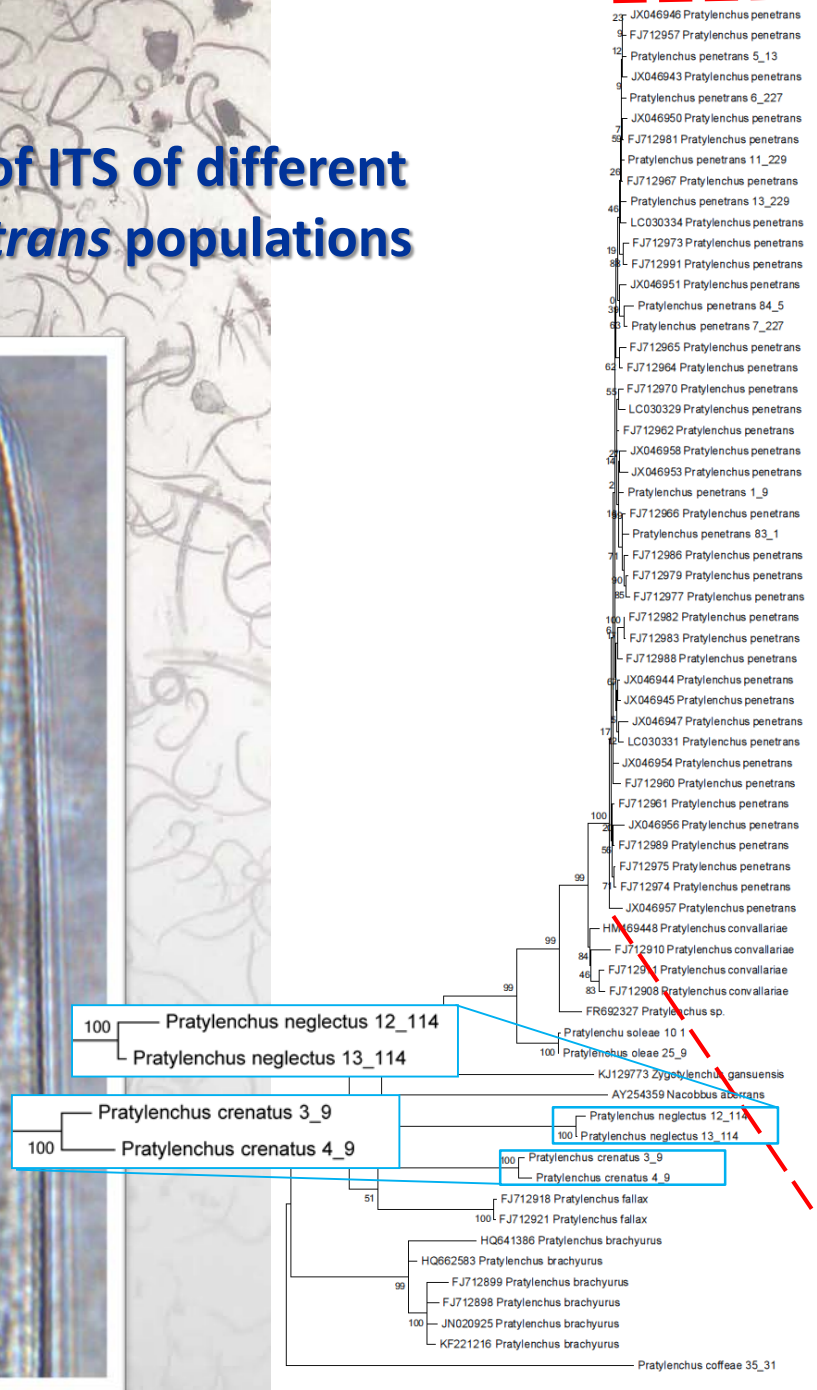 of ITS of different
trans populations
JX046946 Pratylenchus penetrans
FJ712957 Pratylenchus penetrans
Pratylenchus penetrans 5_13
JX046943 Pratylenchus penetrans
Pratylenchus penetrans 6_227
JX046950 Pratylenchus penetrans
FJ712981 Pratylenchus penetrans
Pratylenchus penetrans 11_229
FJ712967 Pratylenchus penetrans
Pratylenchus penetrans 13_229
LC030334 Pratylenchus penetrans
FJ712973 Pratylenchus penetrans
FJ712991 Pratylenchus penetrans
JX046951 Pratylenchus penetrans
Pratylenchus penetrans 84_5
Pratylenchus penetrans 7_227
FJ712965 Pratylenchus penetrans
FJ712964 Pratylenchus penetrans
FJ712970 Pratylenchus penetrans
LC030329 Pratylenchus penetrans
FJ712962 Pratylenchus penetrans
JX046958 Pratylenchus penetrans
JX046953 Pratylenchus penetrans
Pratylenchus penetrans 1_9
FJ712966 Pratylenchus penetrans
Pratylenchus penetrans 83_1
FJ712986 Pratylenchus penetrans
FJ712979 Pratylenchus penetrans
FJ712977 Pratylenchus penetrans
FJ712982 Pratylenchus penetrans
FJ712983 Pratylenchus penetrans
FJ712988 Pratylenchus penetrans
JX046944 Pratylenchus penetrans
JX046945 Pratylenchus penetrans
JX046947 Pratylenchus penetrans
LC030331 Pratylenchus penetrans
JX046954 Pratylenchus penetrans
FJ712960 Pratylenchus penetrans
FJ712961 Pratylenchus penetrans
100
JX046956 Pratylenchus penetrans
FJ712989 Pratylenchus penetrans
FJ712975 Pratylenchus penetrans
FJ712974 Pratylenchus penetrans
99
JX046957 Pratylenchus penetrans
HM469448 Pratylenchus convallariae
99
FJ712910 Pratylenchus convallariae
84
Pratylenchus convallariae
46
83
FJ712908 Pratylenchus convallariae
99
FR692327 Pratylenchus sp.
Pratylenchu soleae 10 1
100
Pratylenchus oleae 25_9
KJ129773 Zygotylenchus gansuensis
AY254359 Nacobbus aberrans
100
Pratylenchus neglectus 12_114
Pratylenchus neglectus 13_114
Pratylenchus neglectus 12_114
100
Pratylenchus neglectus 13_114
Pratylenchus crenatus 3_9
100
Pratylenchus crenatus 4_9
100
Pratylenchus crenatus 3_9
Pratylenchus crenatus 4_9
51
FJ712918 Pratylenchus fallax
100
FJ712921 Pratylenchus fallax
HQ641386 Pratylenchus brachyurus
HQ662583 Pratylenchus brachyurus
99
FJ712899 Pratylenchus brachyurus
FJ712898 Pratylenchus brachyurus
100
JN020925 Pratylenchus brachyurus
KF221216 Pratylenchus brachyurus
Pratylenchus coffeae 35_31